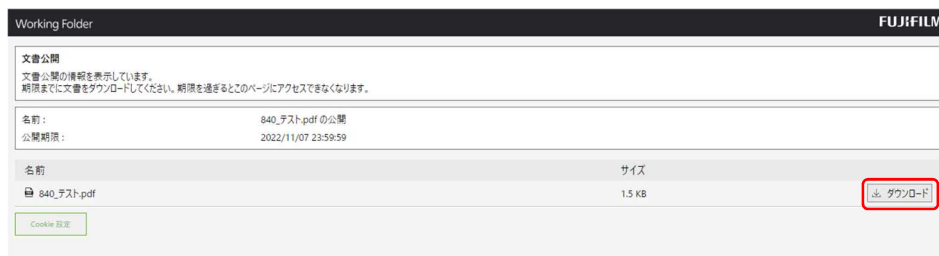 Working Folder FUJIFILM
文書公開
文書公開の情報を表示しています。
期限までに文書をダウンロードしてください。期限を過ぎるとこのページにアクセスできなくなります。
名前 : 840_テスト.pdf の公開
公開期限 : 2022/11/07 23:59:59
名前 サイズ
840_テスト.pdf 1.5 KB ダウンロード
Cookie 設定